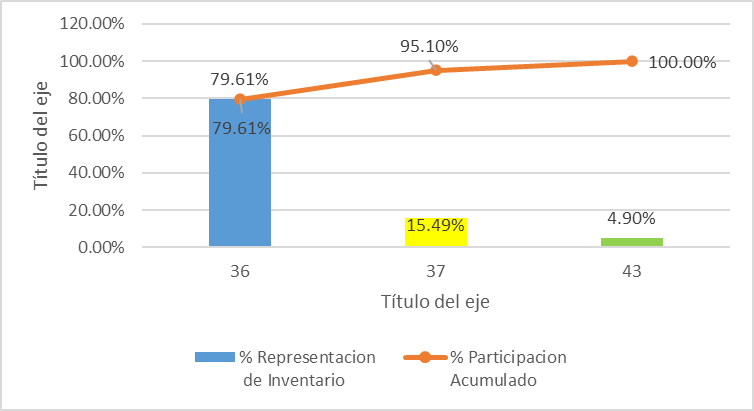 120.00%
100.00%
80.00%
60.00%
40.00%
20.00%
0.00%
Título del eje
79.61%
95.10%
100.00%
79.61%
15.49%
4.90%
36
37
43
Título del eje
% Representacion
de Inventario
% Participacion
Acumulado